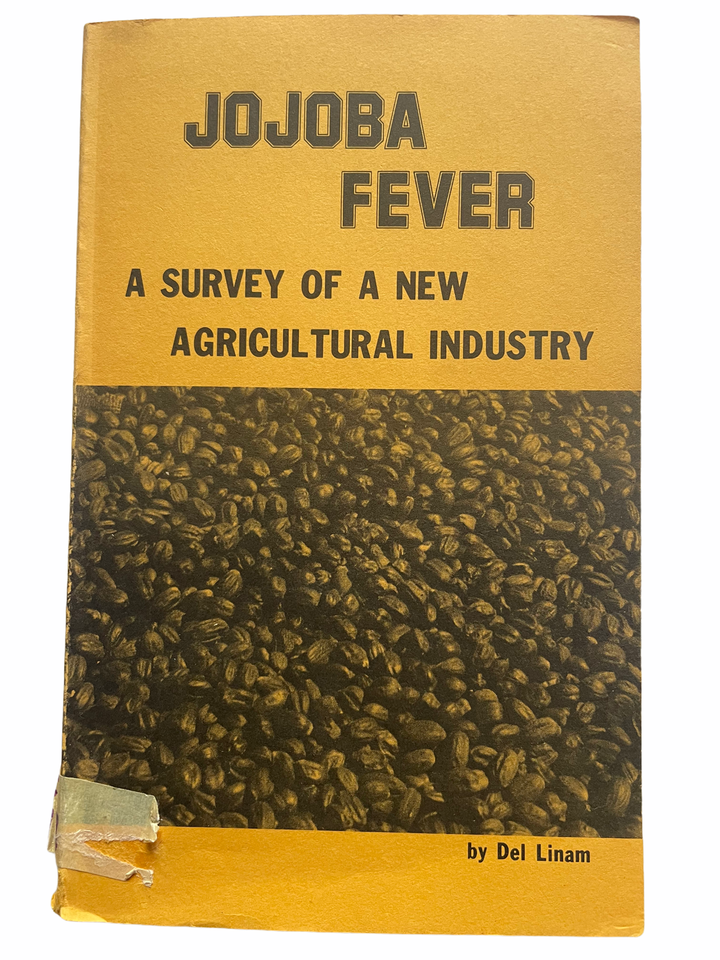 JOJOBA
FEVER
A SURVEY OF A NEW
AGRICULTURAL INDUSTRY
by Del Linam